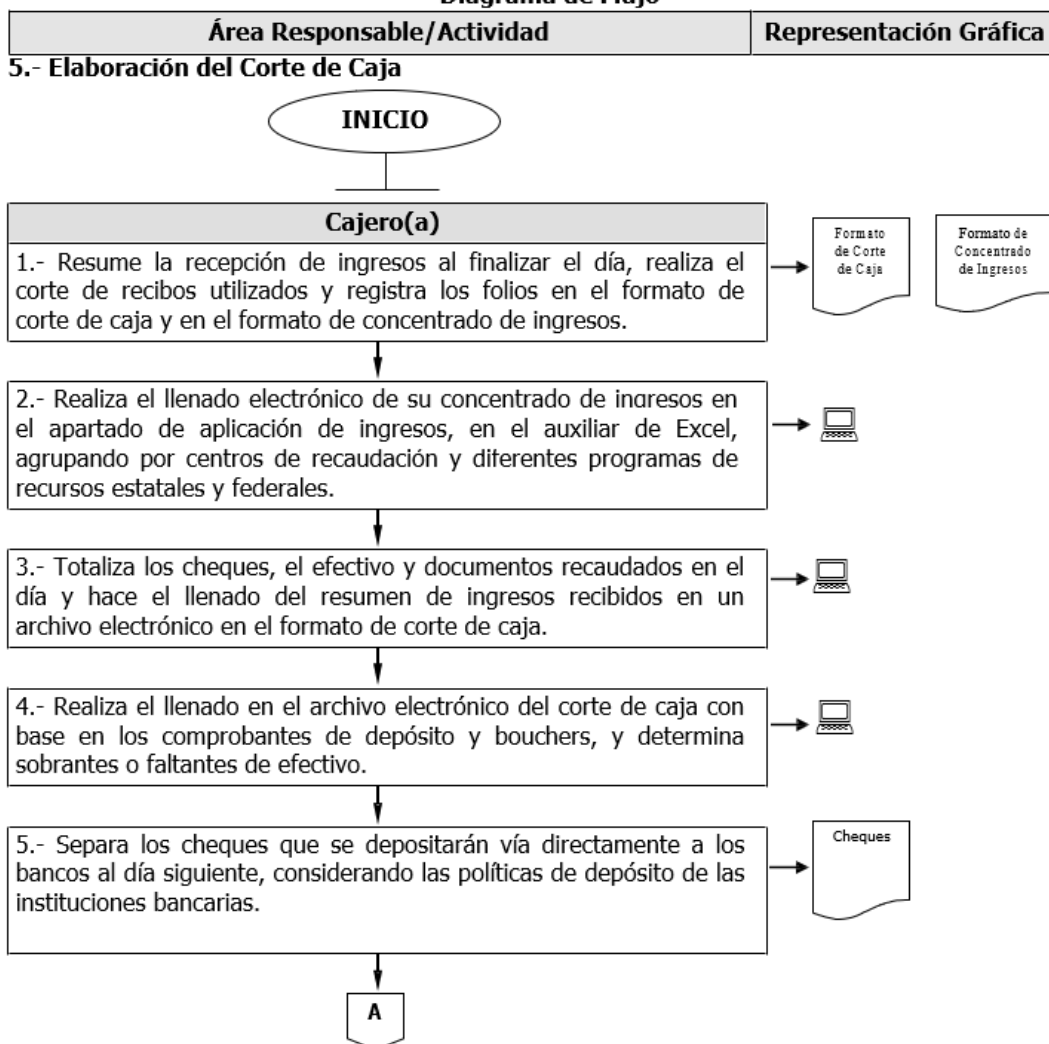 Diagrama de Flujo
Área Responsable/Actividad
Representación Gráfica
5.- Elaboración del Corte de Caja
INICIO
Cajero(a)
1.- Resume la recepción de ingresos al finalizar el día, realiza el
corte de recibos utilizados y registra los folios en el formato de
corte de caja y en el formato de concentrado de ingresos.
Formato
de Corte
de Caja
Formato de
Concentrado
de Ingresos
2.- Realiza el llenado electrónico de su concentrado de ingresos en
el apartado de aplicación de ingresos, en el auxiliar de Excel,
agrupando por centros de recaudación y diferentes programas de
recursos estatales y federales.
3.- Totaliza los cheques, el efectivo y documentos recaudados en el
día y hace el llenado del resumen de ingresos recibidos en un
archivo electrónico en el formato de corte de caja.
4.- Realiza el llenado en el archivo electrónico del corte de caja con
base en los comprobantes de depósito y bouchers, y determina
sobrantes o faltantes de efectivo.
5.- Separa los cheques que se depositarán vía directamente a los
bancos al día siguiente, considerando las políticas de depósito de las
instituciones bancarias.
Cheques
A